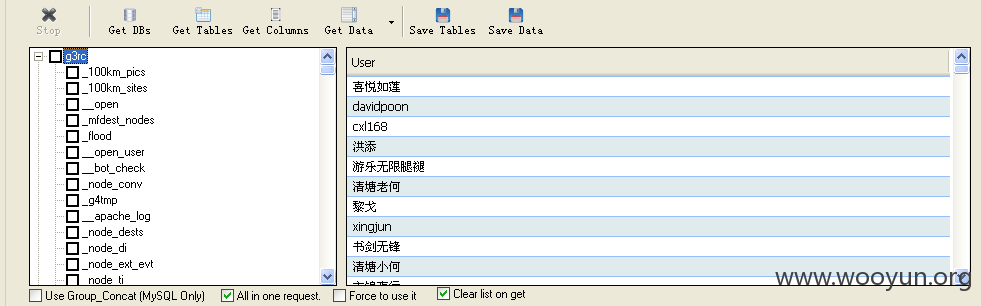 Stop Get DBs Get Tables Get Columns Get Data Save Tables Save Data
g3rc
_100km_pics
_100km_sites
__open
_mfdest_nodes
_flood
__open_user
__bot_check
_node_conv
_g4tmp
__apache_log
_node_dests
_node_di
_node_ext_evt
_node_ti
User
喜悦如莲
davidpoon
cxl168
洪添
游乐无限腿褪
清塘老何
黎戈
xingjun
书剑无锋
清塘小何
www.wooyun.org
Use Group_Concat (MySQL Only) All in one request. Force to use it Clear list on get